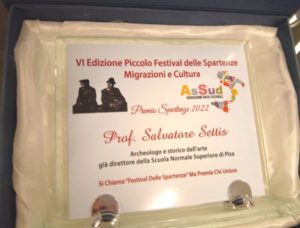 VI Edizione Piccolo Festival delle Spartenze
Migrazioni e Cultura
AsSud
Premio Spartenze 2022
Prof. Salvatore Settis
Archeologo e storico dell'arte
già direttore della Scuola Normale Superiore di Pisa
Si Chiama "Festival Delle Spartenze" Ma Premia Chi Unisce